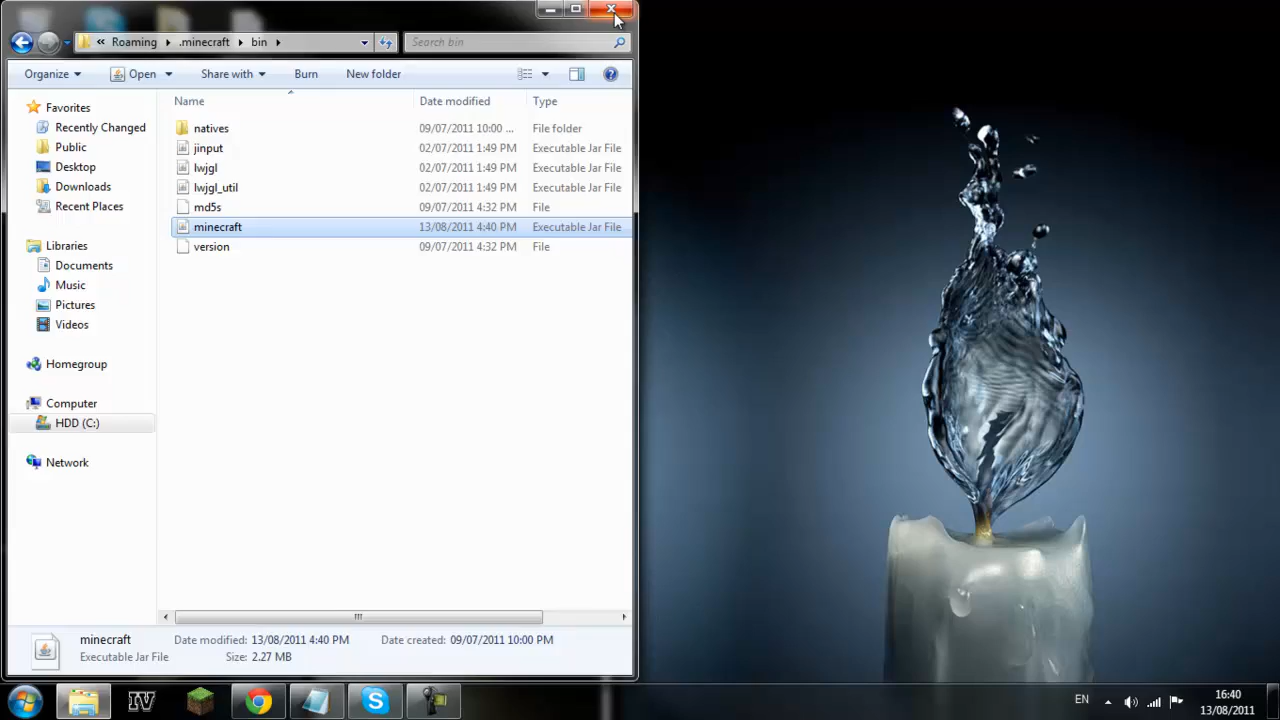 « Roaming ▸ .minecraft ▸ bin ▸ Search bin
Organize Open Share with Burn New folder
Name Date modified Type
natives 09/07/2011 10:00 ... File folder
jinput 02/07/2011 1:49 PM Executable Jar File
lwjgl 02/07/2011 1:49 PM Executable Jar File
lwjgl_util 02/07/2011 1:49 PM Executable Jar File
md5s 09/07/2011 4:32 PM File
minecraft 13/08/2011 4:40 PM Executable Jar File
version 09/07/2011 4:32 PM File
Favorites
Recently Changed
Public
Desktop
Downloads
Recent Places
Libraries
Documents
Music
Pictures
Videos
Homegroup
Computer
HDD (C:)
Network
minecraft Date modified: 13/08/2011 4:40 PM Date created: 09/07/2011 10:00 PM
Executable Jar File Size: 2.27 MB
IV
EN 16:40
13/08/2011